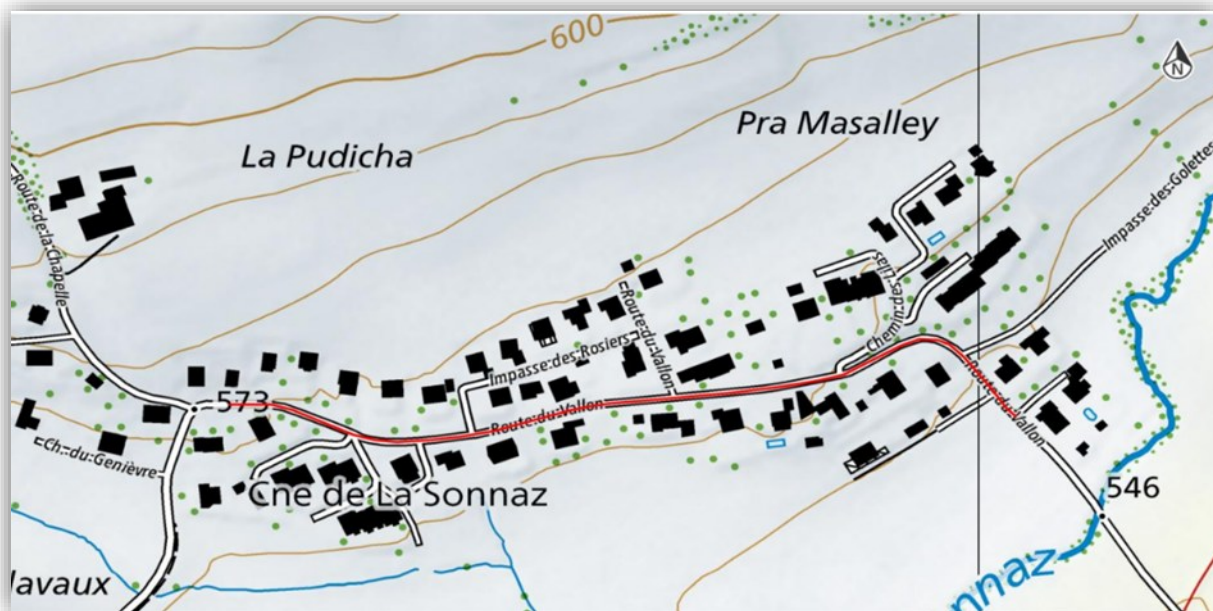 600
N
Pra Masalley
La Pudicha
Route de la Chapelle
Impasse des Golettes
Chemin des Lilas
Route du Vallon
Impasse des Rosiers
573
Route du Vallon
Route du Vallon
Ch. du Genièvre
Cne de La Sonnaz
546
lavaux
nnaz